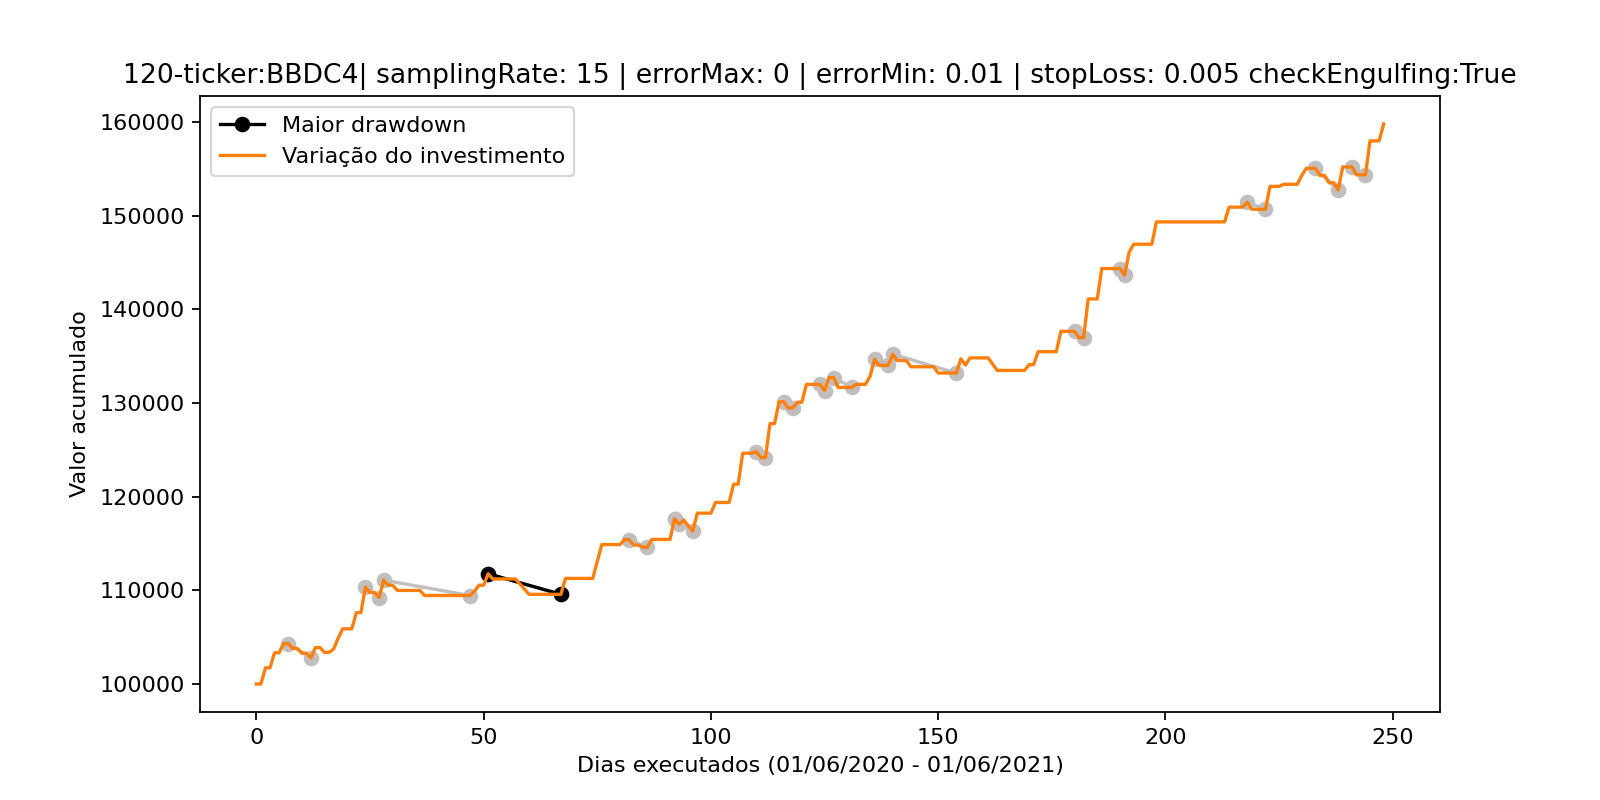 120-ticker:BBDC4| samplingRate: 15 | errorMax: 0 | errorMin: 0.01 | stopLoss: 0.005 checkEngulfing:True
Maior drawdown
Variação do investimento
160000
150000
140000
130000
120000
110000
100000
Valor acumulado
0 50 100 150 200 250
Dias executados (01/06/2020 - 01/06/2021)